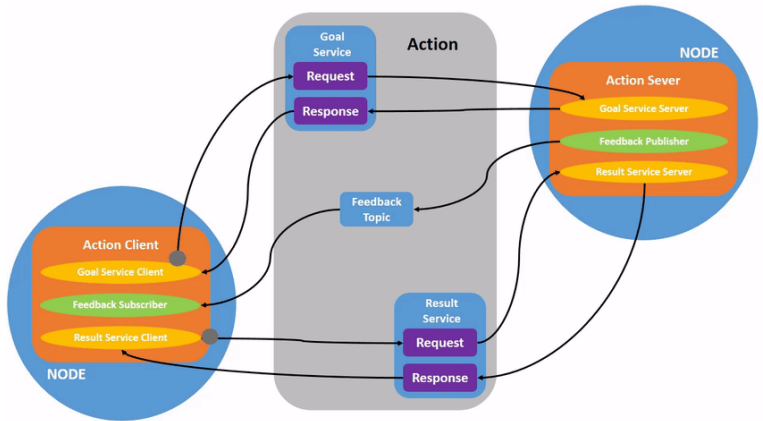 Goal
Service
Request
Response
Action
NODE
Action Sever
Goal Service Server
Feedback Publisher
Result Service Server
Feedback
Topic
Action Client
Goal Service Client
Feedback Subscriber
Result Service Client
NODE
Result
Service
Request
Response